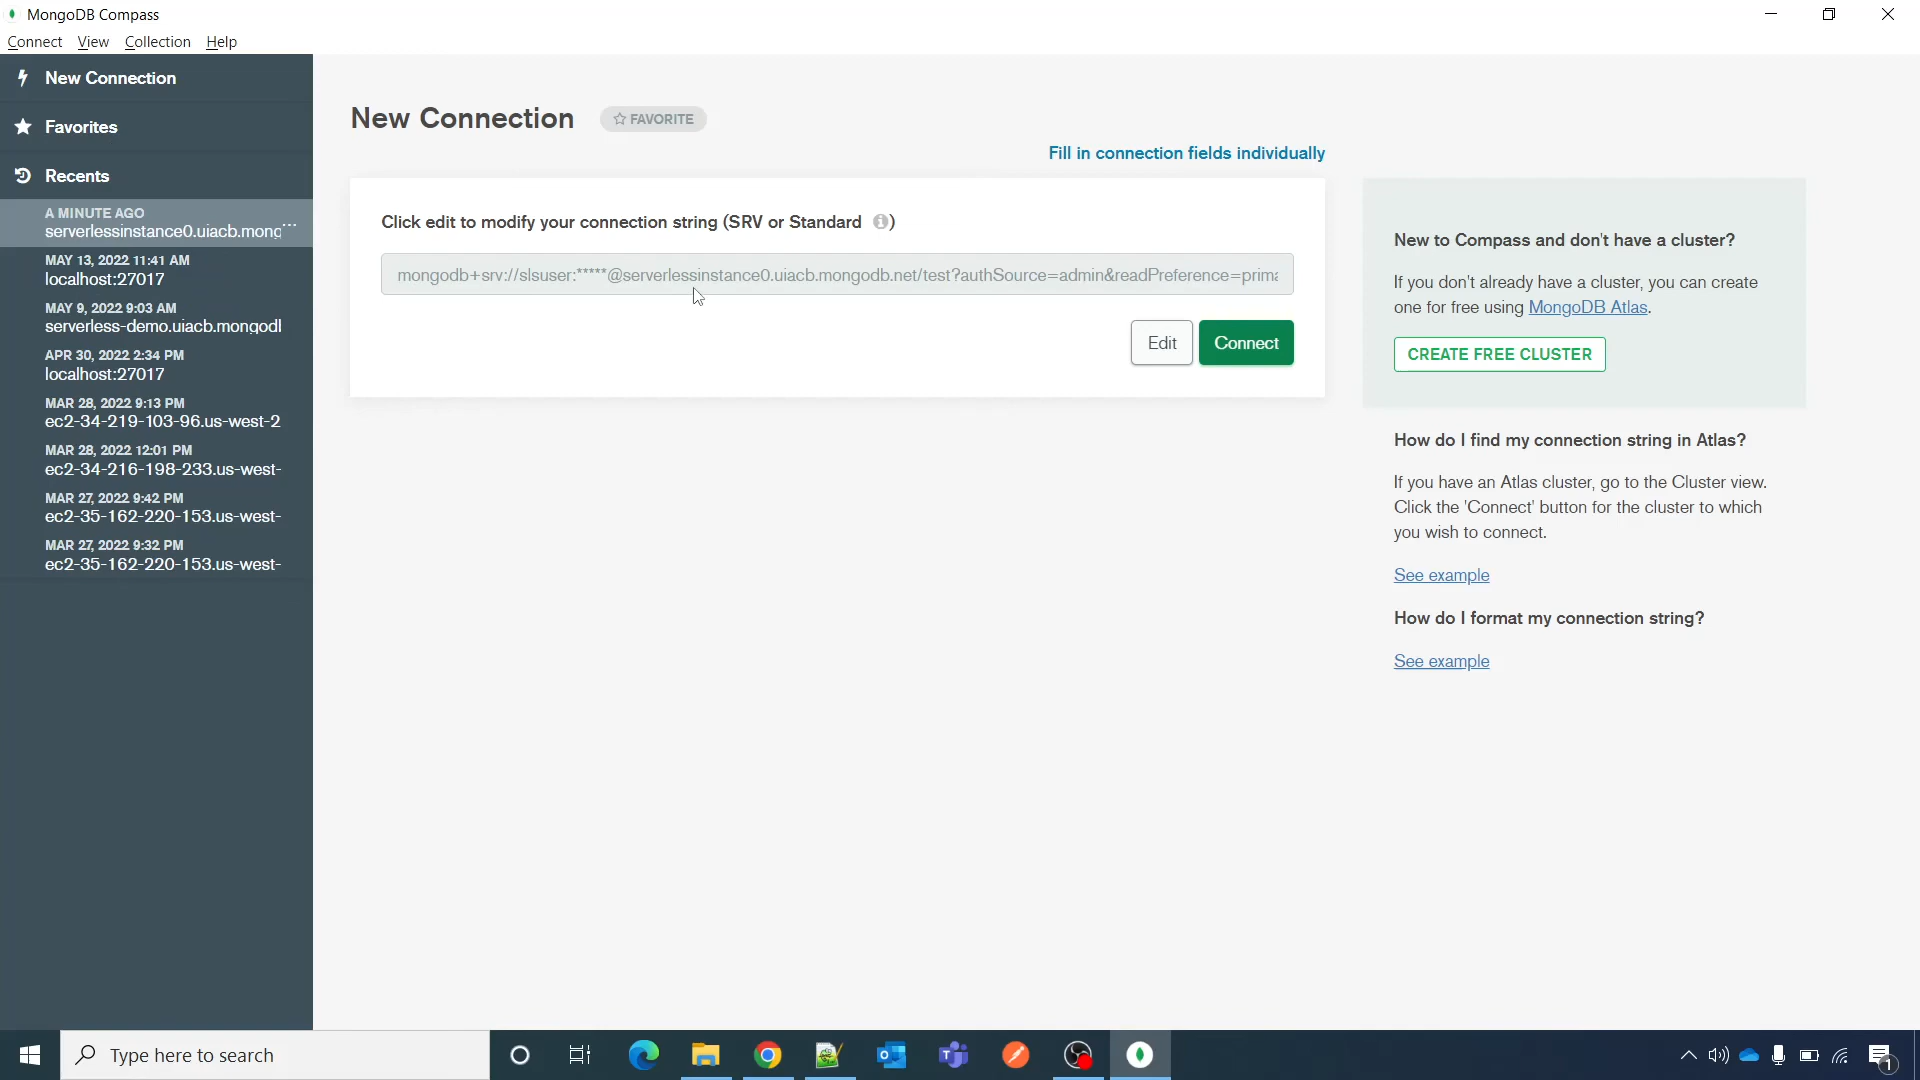 MongoDB Compass
Connect View Collection Help
New Connection
Favorites
Recents
A MINUTE AGO
serverlessinstance0.uiacb.mong ...
MAY 13, 2022 11:41 AM
localhost:27017
MAY 9, 2022 9:03 AM
serverless-demo.uiacb.mongodl
APR 30, 2022 2:34 PM
localhost:27017
MAR 28, 2022 9:13 PM
ec2-34-219-103-96.us-west-2
MAR 28, 2022 12:01 PM
ec2-34-216-198-233.us-west-
MAR 27, 2022 9:42 PM
ec2-35-162-220-153.us-west-
MAR 27, 2022 9:32 PM
ec2-35-162-220-153.us-west-
New Connection
FAVORITE
Fill in connection fields individually
Click edit to modify your connection string (SRV or Standard i)
mongodb+srv://slsuser:*****@serverlessinstance0.uiacb.mongodb.net/test?authSource=admin&readPreference=prima
Edit
Connect
New to Compass and don't have a cluster?
If you don't already have a cluster, you can create
one for free using MongoDB Atlas.
CREATE FREE CLUSTER
How do I find my connection string in Atlas?
If you have an Atlas cluster, go to the Cluster view.
Click the 'Connect' button for the cluster to which
you wish to connect.
See example
How do I format my connection string?
See example
Type here to search
1